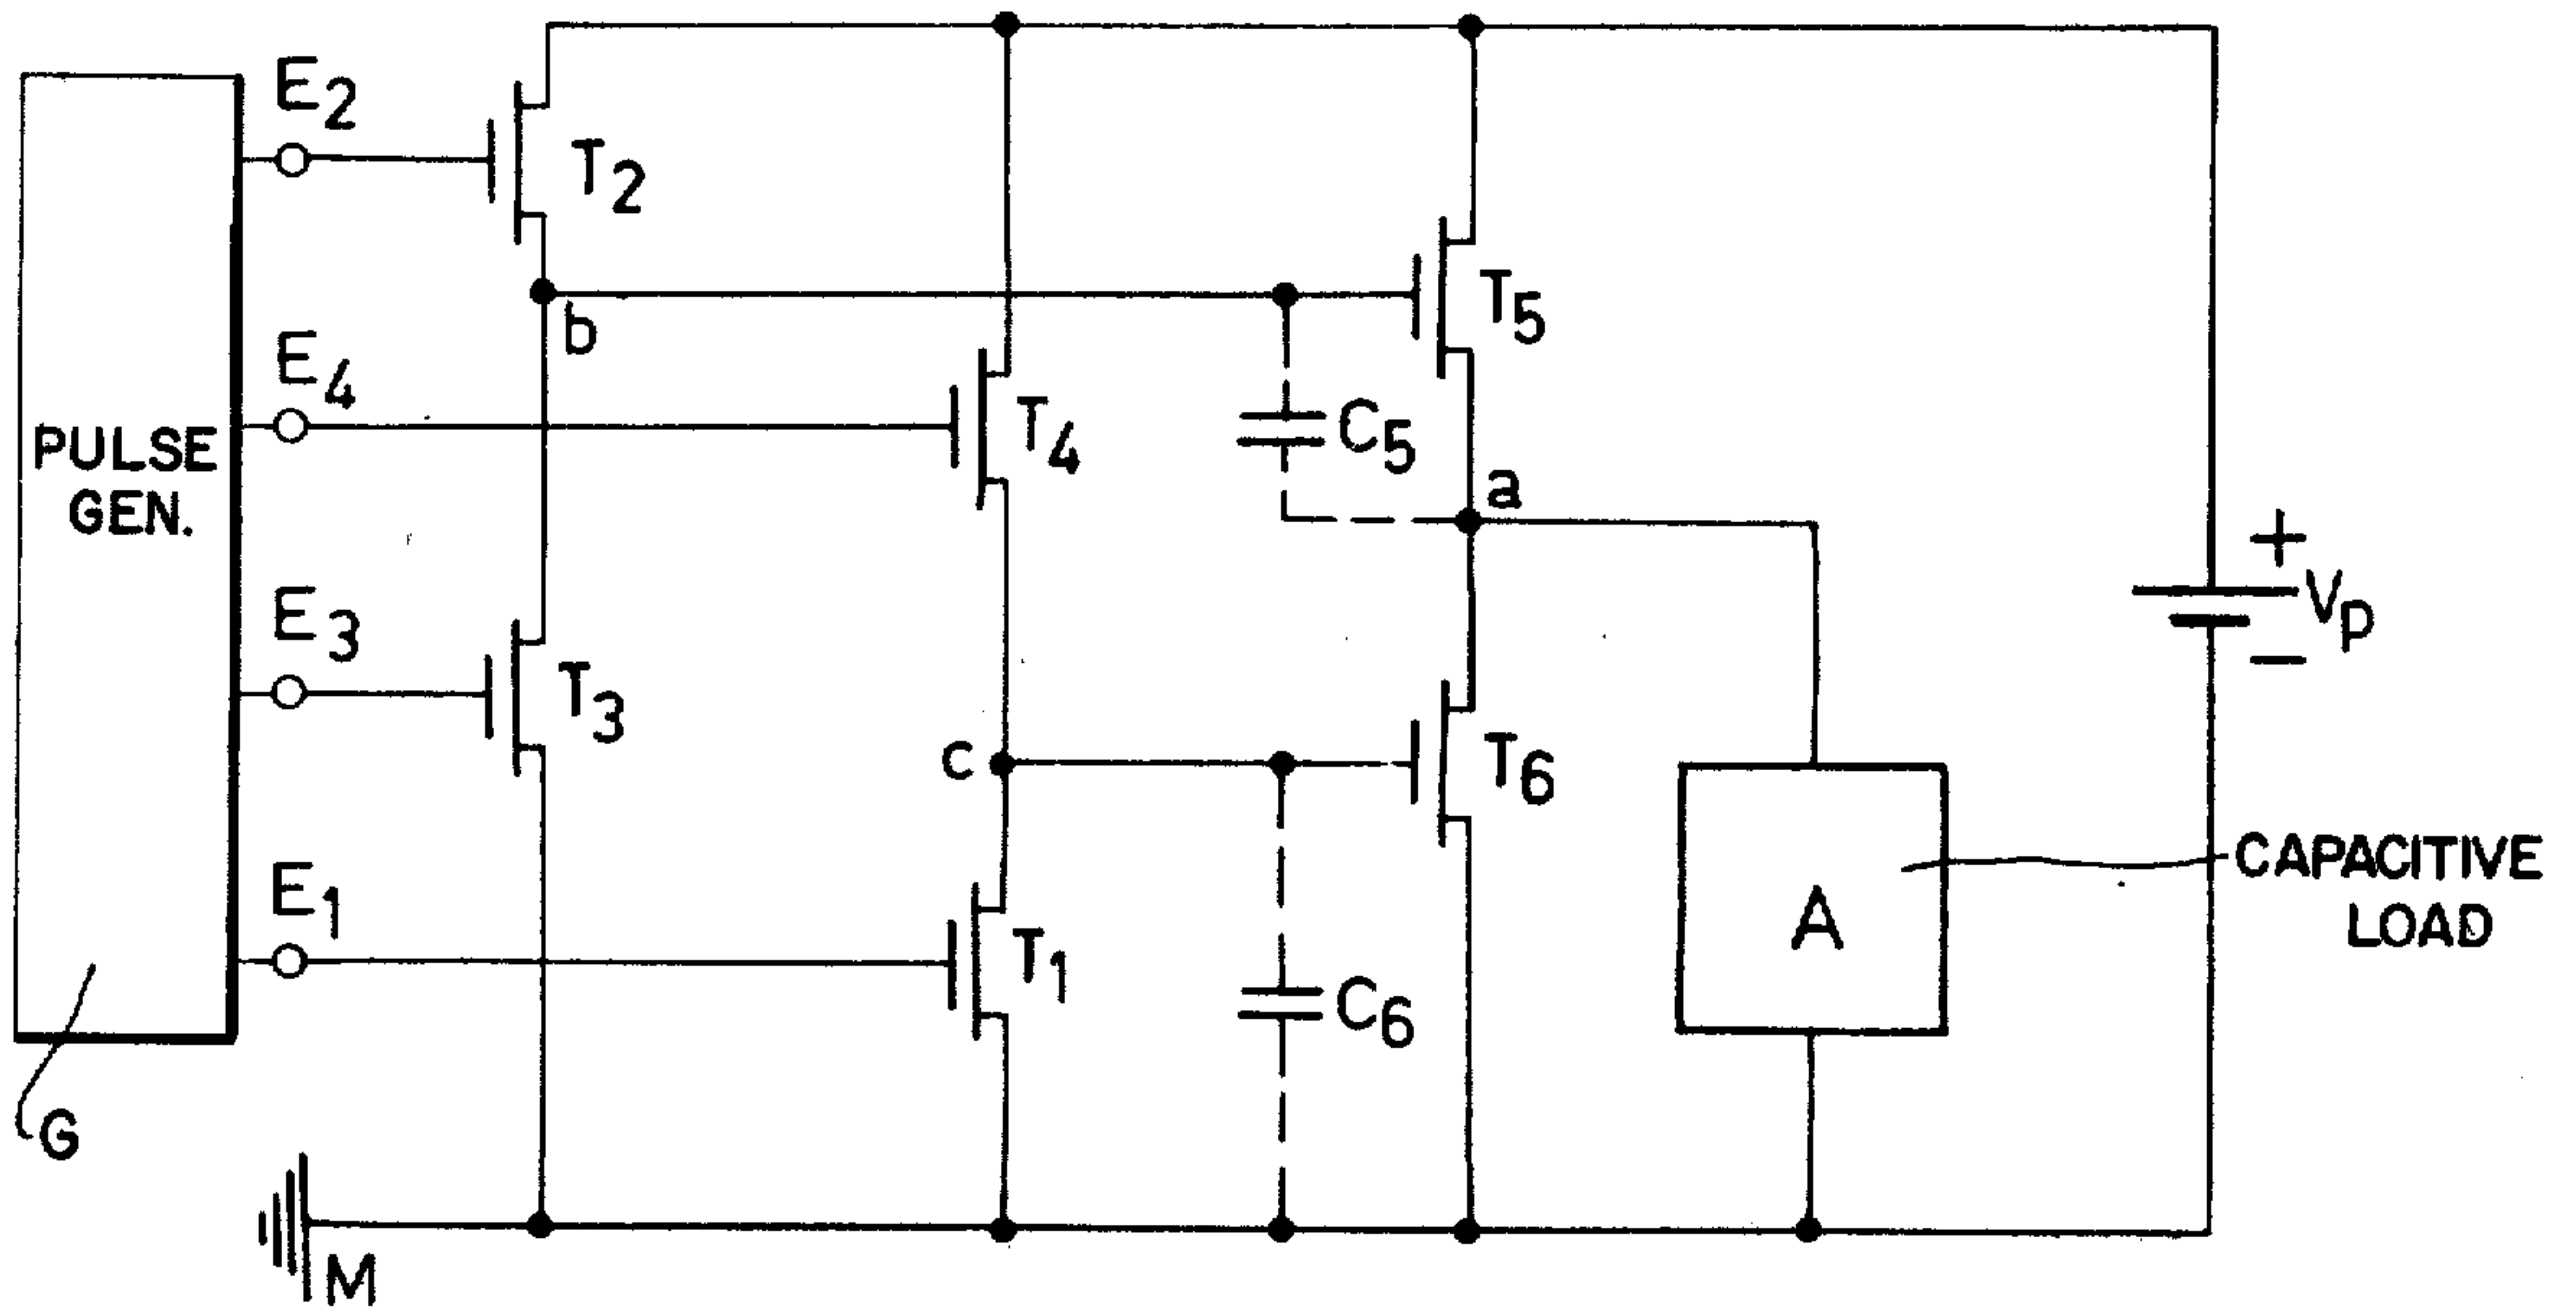 E2
T2
b
T5
E4
T4
C5
PULSE
GEN.
a
+
Vp
−
E3
T3
c
T6
CAPACITIVE
LOAD
A
E1
T1
C6
G
M